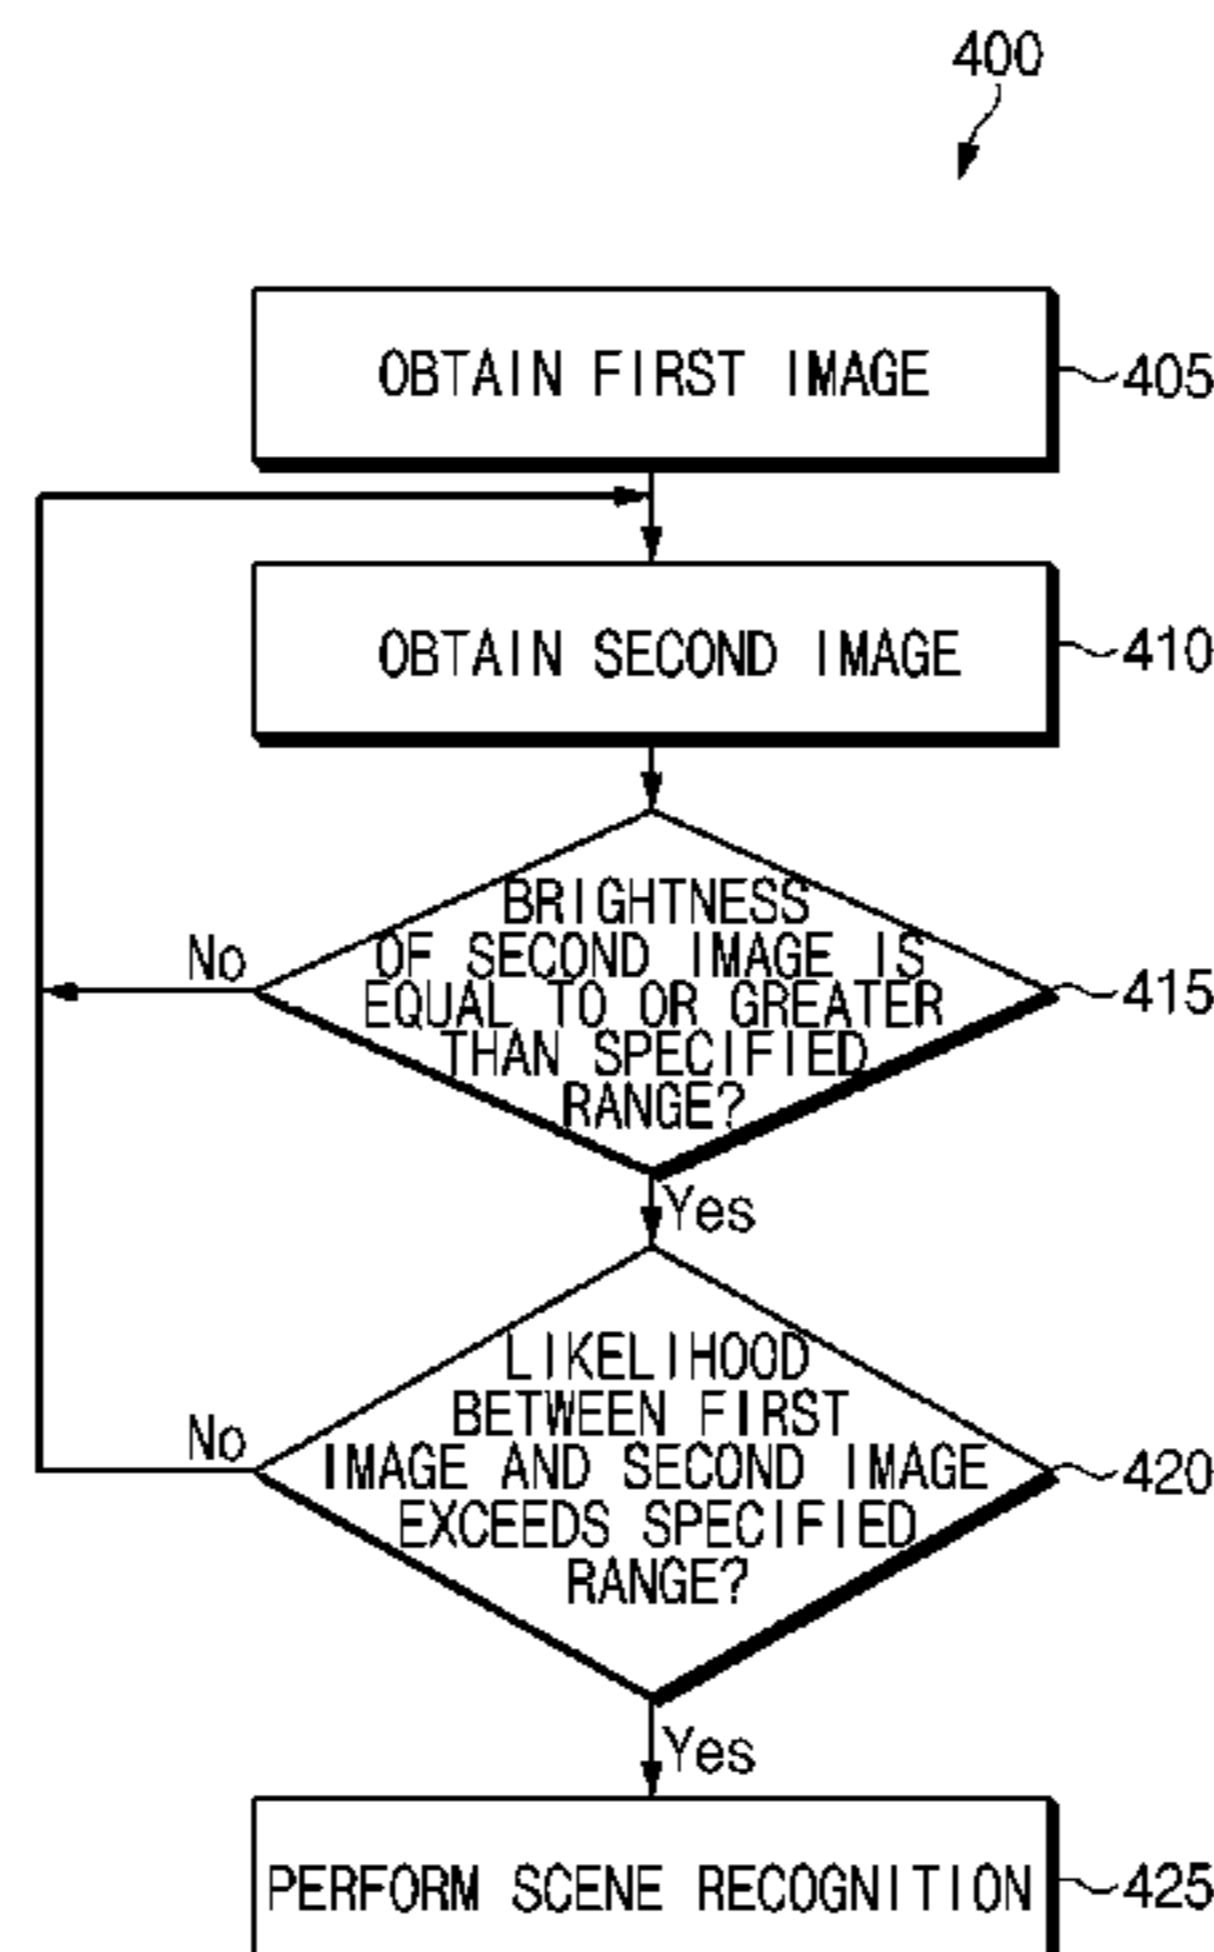 400
OBTAIN FIRST IMAGE
405
OBTAIN SECOND IMAGE
410
BRIGHTNESS
OF SECOND IMAGE IS
EQUAL TO OR GREATER
THAN SPECIFIED
RANGE?
No
415
Yes
LIKELIHOOD
BETWEEN FIRST
IMAGE AND SECOND IMAGE
EXCEEDS SPECIFIED
RANGE?
No
420
Yes
PERFORM SCENE RECOGNITION
425